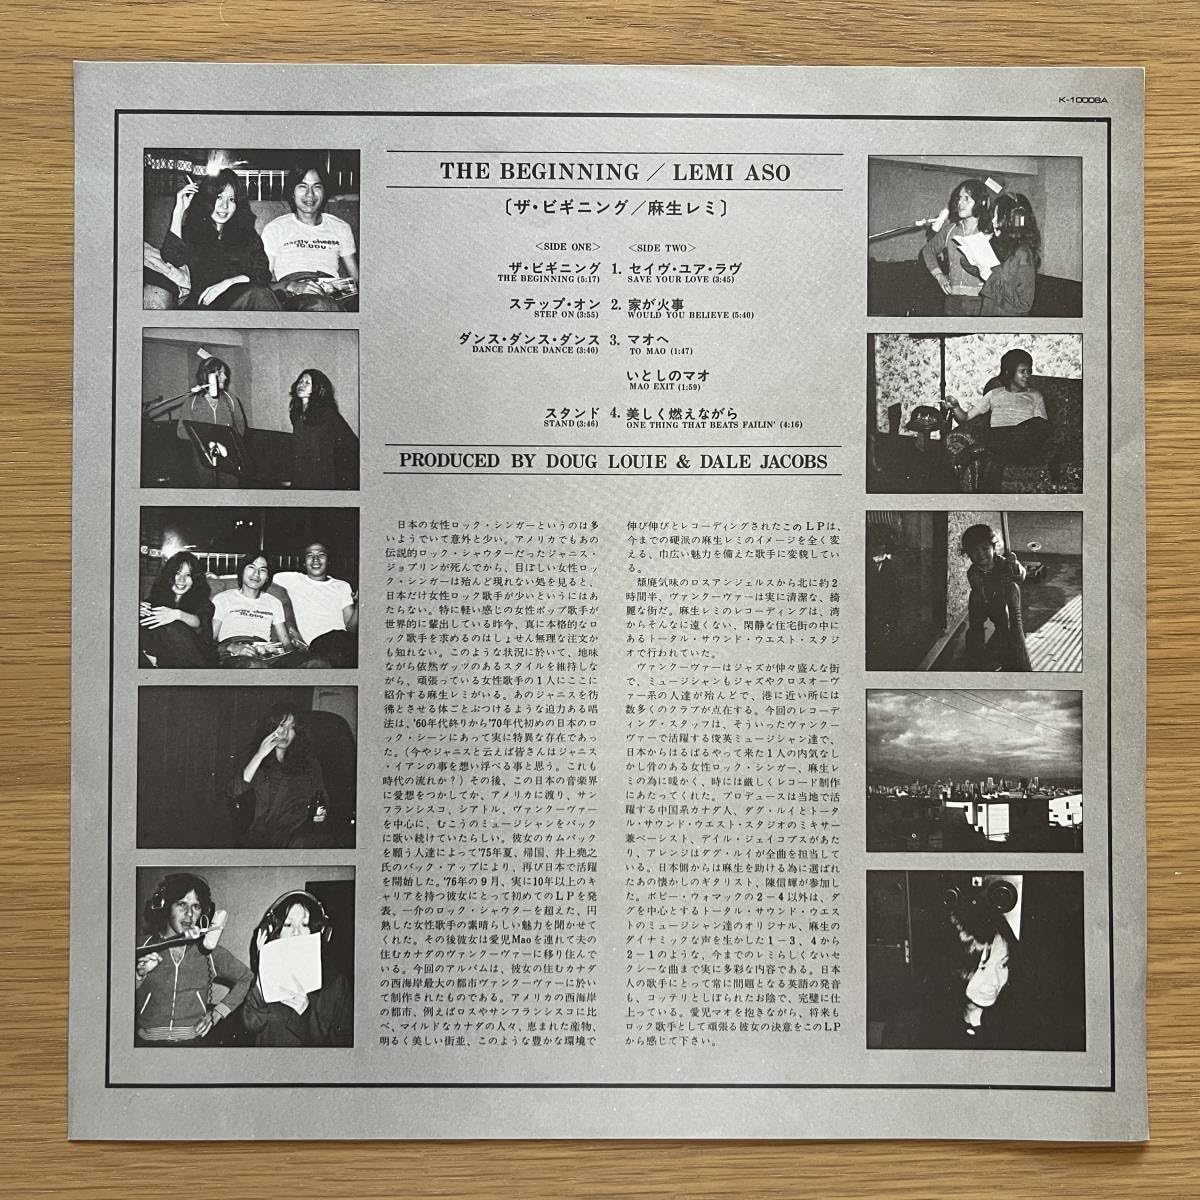 K-10008A
THE BEGINNING／LEMI ASO
〔ザ・ビギニング／麻生レミ〕
〈SIDE ONE〉 〈SIDE TWO〉
ザ・ビギニング 1. セイヴ・ユア・ラヴ
THE BEGINNING (5:17) SAVE YOUR LOVE (3:45)
ステップ・オン 2. 家が火事
STEP ON (3:55) WOULD YOU BELIEVE (5:40)
ダンス・ダンス・ダンス 3. マオへ
DANCE DANCE DANCE (3:40) TO MAO (1:47)
いとしのマオ
MAO EXIT (1:59)
スタンド 4. 美しく燃えながら
STAND (3:46) ONE THING THAT BEATS FAILIN' (4:16)
PRODUCED BY DOUG LOUIE & DALE JACOBS
日本の女性ロック・シンガーというのは多
いようでいて意外と少い。アメリカでもあの
伝説的ロック・シャウターだったジャニス・
ジョプリンが死んでから、目ぼしい女性ロッ
ク・シンガーは殆んど現れない処を見ると、
日本だけ女性ロック歌手が少いというにはあ
たらない。特に軽い感じの女性ポップ歌手が
世界的に輩出している昨今、真に本格的なロ
ック歌手を求めるのはしょせん無理な注文か
も知れない。このような状況に於いて、地味
ながら依然ガッツのあるスタイルを維持しな
がら、頑張っている女性歌手の1人にここに
紹介する麻生レミがいる。あのジャニスを彷
彿とさせる体ごとぶつけるような迫力ある唱
法は、'60年代終りから'70年代初めの日本のロ
ック・シーンにあって実に特異な存在であっ
た。（今やジャニスと云えば皆さんはジャニス
・イアンの事を想い浮べる事と思う。これも
時代の流れか？）その後、この日本の音楽界
に愛想をつかしてか、アメリカに渡り、サン
フランシスコ、シアトル、ヴァンクーヴァー
を中心に、むこうのミュージシャンをバック
に歌い続けていたらしい。彼女のカムバック
を願う人達によって'75年夏、帰国、井上堯之
氏のバック・アップにより、再び日本で活躍
を開始した。'76年の9月、実に10年以上のキ
ャリアを持つ彼女にとって初めてのLPを発
表、一介のロック・シャウターを超えた、円
熟した女性歌手の素晴らしい魅力を聞かせて
くれた。その後彼女は愛児Maoを連れて夫の
住むカナダのヴァンクーヴァーに移り住んで
いる。今回のアルバムは、彼女の住むカナダ
の西海岸最大の都市ヴァンクーヴァーに於い
て制作されたものである。アメリカの西海岸
の都市、例えばロスやサンフランシスコに比
べ、マイルドなカナダの人々、恵まれた産物、
明るく美しい街並、このような豊かな環境で
伸び伸びとレコーディングされたこのLPは、
今までの硬派の麻生レミのイメージを全く変
える、巾広い魅力を備えた歌手に変貌してい
る。
頽廃気味のロスアンジェルスから北に約2
時間半、ヴァンクーヴァーは実に清潔な、綺
麗な街だ。麻生レミのレコーディングは、湾
からそんなに遠くない、閑静な住宅街の中に
あるトータル・サウンド・ウエスト・スタジ
オで行われていた。
ヴァンクーヴァーはジャズが仲々盛んな街
で、ミュージシャンもジャズやクロスオーヴ
ァー系の人達が殆んどで、港に近い所には
数多くのクラブが点在する。今回のレコーデ
ィング・スタッフは、そういったヴァンクー
ヴァーで活躍する俊英ミュージシャン達で、
日本からはるばるやって来た1人の内気なし
かし骨のある女性ロック・シンガー、麻生レ
ミの為に暖かく、時には厳しくレコード制作
にあたってくれた。プロデュースは当地で活
躍する中国系カナダ人、ダグ・ルイとトータ
ル・サウンド・ウエスト・スタジオのミキサー
兼ベーシスト、デイル・ジェイコブスがあた
り、アレンジはダグ・ルイが全曲を担当して
いる。日本側からは麻生を助ける為に選ばれ
たあの懐かしのギタリスト、陳信輝が参加し
た。ボビー・ウォマックの2－4以外は、ダ
グを中心とするトータル・サウンド・ウエス
トのミュージシャン達のオリジナル、麻生の
ダイナミックな声を生かした1－3、4から
2－1のような、今までのレミらしくないセ
クシーな曲まで実に多彩な内容である。日本
人の歌手にとって常に問題となる英語の発音
も、コッテリとしぼられたお陰で、完璧に仕
上っている。愛児マオを抱きながら、将来も
ロック歌手として頑張る彼女の決意をこのLP
から感じて下さい。